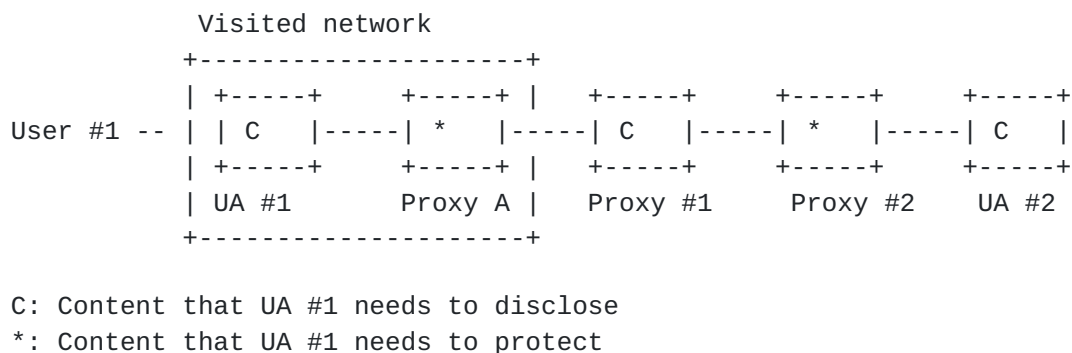 Visited network
           +---------------------+
           | +-----+     +-----+ |   +-----+     +-----+     +-----+
User #1 -- | | C   |-----| *   |-----| C   |-----| *   |-----| C   |
           | +-----+     +-----+ |   +-----+     +-----+     +-----+
           | UA #1       Proxy A |   Proxy #1     Proxy #2    UA #2
           +---------------------+

C: Content that UA #1 needs to disclose
*: Content that UA #1 needs to protect